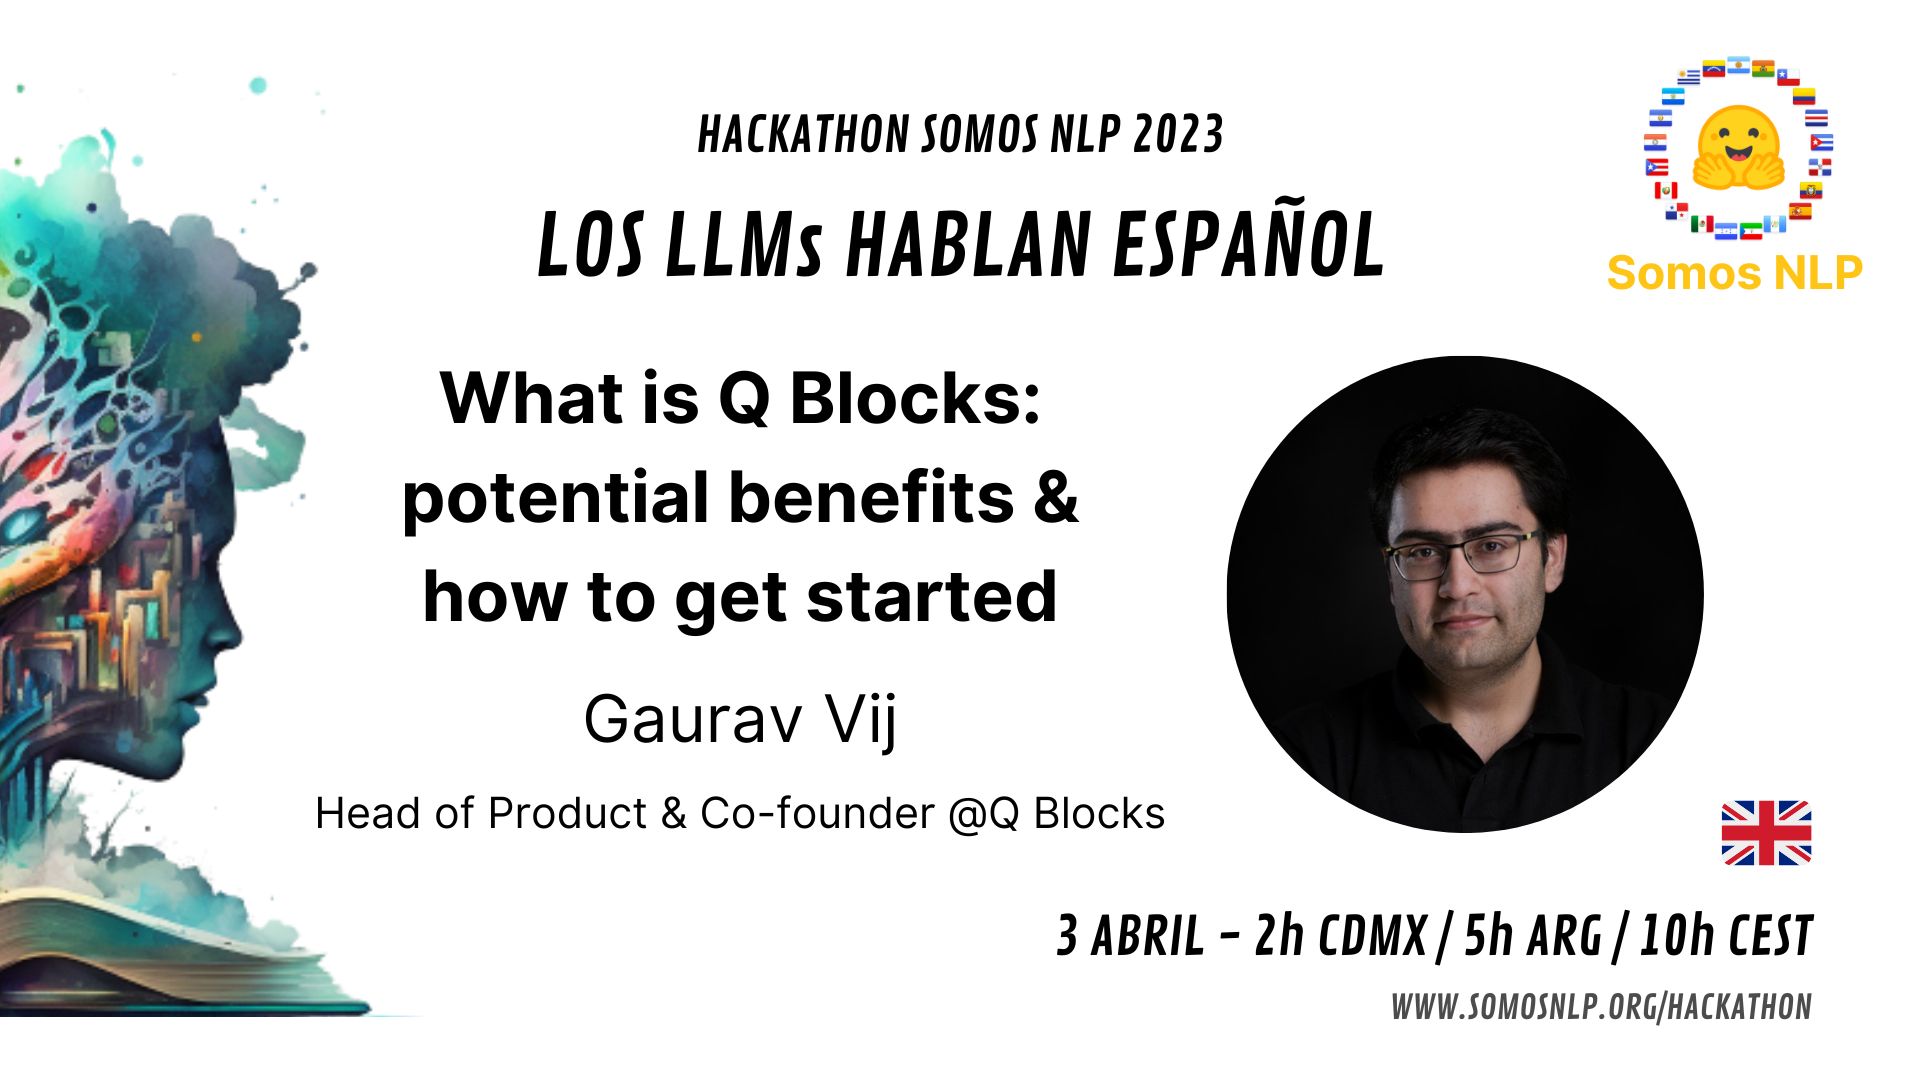 HACKATHON SOMOS NLP 2023
LOS LLMs HABLAN ESPAÑOL
Somos NLP
What is Q Blocks:
potential benefits &
how to get started
Gaurav Vij
Head of Product & Co-founder @Q Blocks
3 ABRIL - 2h CDMX / 5h ARG / 10h CEST
WWW.SOMOSNLP.ORG/HACKATHON